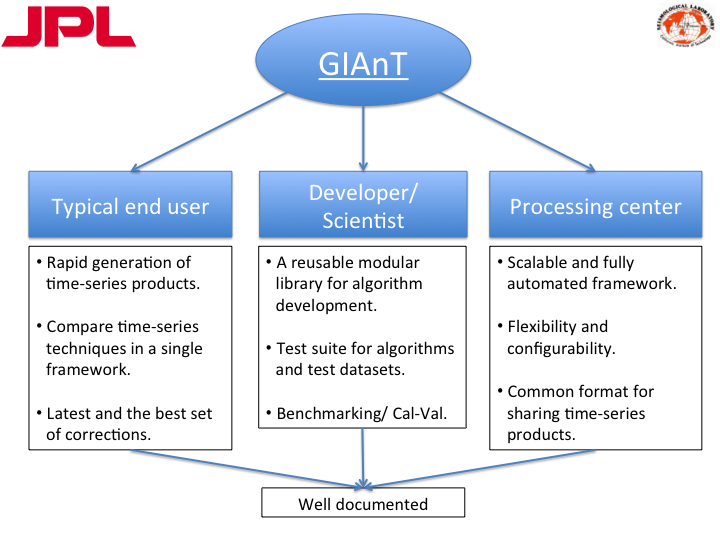 JPL
SEISMOLOGICAL LABORATORY
GIAnT
Typical end user
• Rapid generation of
time-series products.
• Compare time-series
techniques in a single
framework.
• Latest and the best set
of corrections.
Developer/
Scientist
• A reusable modular
library for algorithm
development.
• Test suite for algorithms
and test datasets.
• Benchmarking/ Cal-Val.
Processing center
• Scalable and fully
automated framework.
• Flexibility and
configurability.
• Common format for
sharing time-series
products.
Well documented